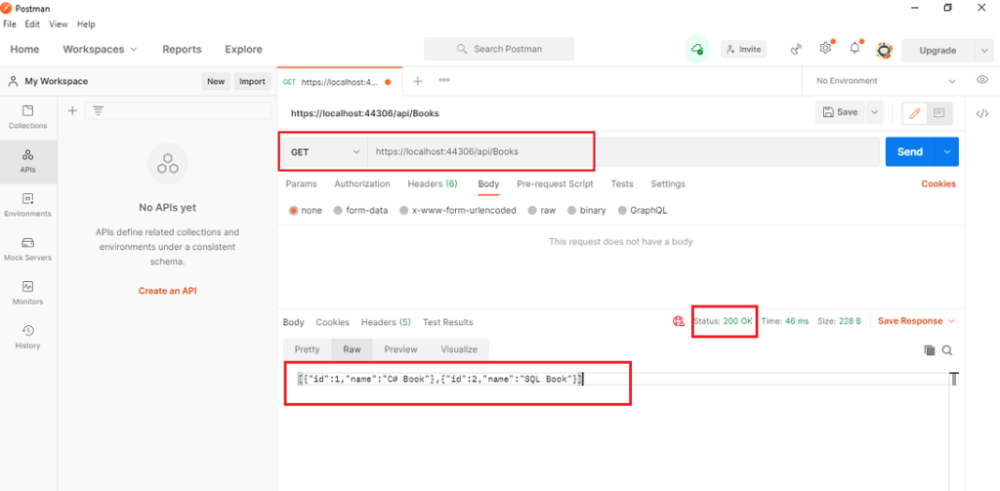 Postman
File Edit View Help
Home Workspaces Reports Explore Search Postman Invite Upgrade
My Workspace New Import GET https://localhost:4... No Environment
Collections
APIs
Environments
Mock Servers
Monitors
History
No APIs yet
APIs define related collections and
environments under a consistent
schema.
Create an API
https://localhost:44306/api/Books Save
GET https://localhost:44306/api/Books Send
Params Authorization Headers (6) Body Pre-request Script Tests Settings Cookies
none form-data x-www-form-urlencoded raw binary GraphQL
This request does not have a body
Body Cookies Headers (5) Test Results Status: 200 OK Time: 46 ms Size: 228 B Save Response
Pretty Raw Preview Visualize
[{"id":1,"name":"C# Book"},{"id":2,"name":"SQL Book"}]